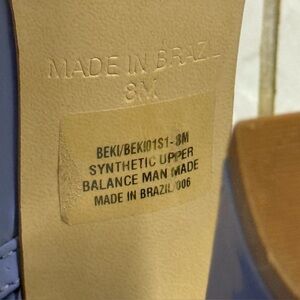 MADE IN BRAZIL
8M
BEKI/BEKI01S1-8M
SYNTHETIC UPPER
BALANCE MAN MADE
MADE IN BRAZIL/006